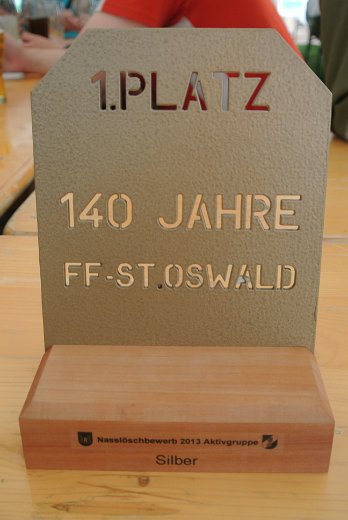 1.PLATZ
140 JAHRE
FF-ST.OSWALD
Nasslöschbewerb 2013 Aktivgruppe
Silber